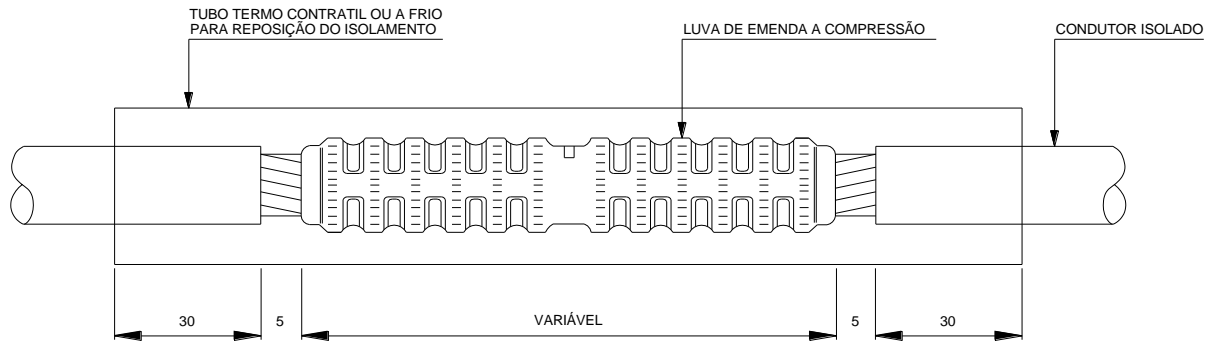 TUBO TERMO CONTRATIL OU A FRIO
PARA REPOSIÇÃO DO ISOLAMENTO
LUVA DE EMENDA A COMPRESSÃO
CONDUTOR ISOLADO
30
5
VARIÁVEL
5
30